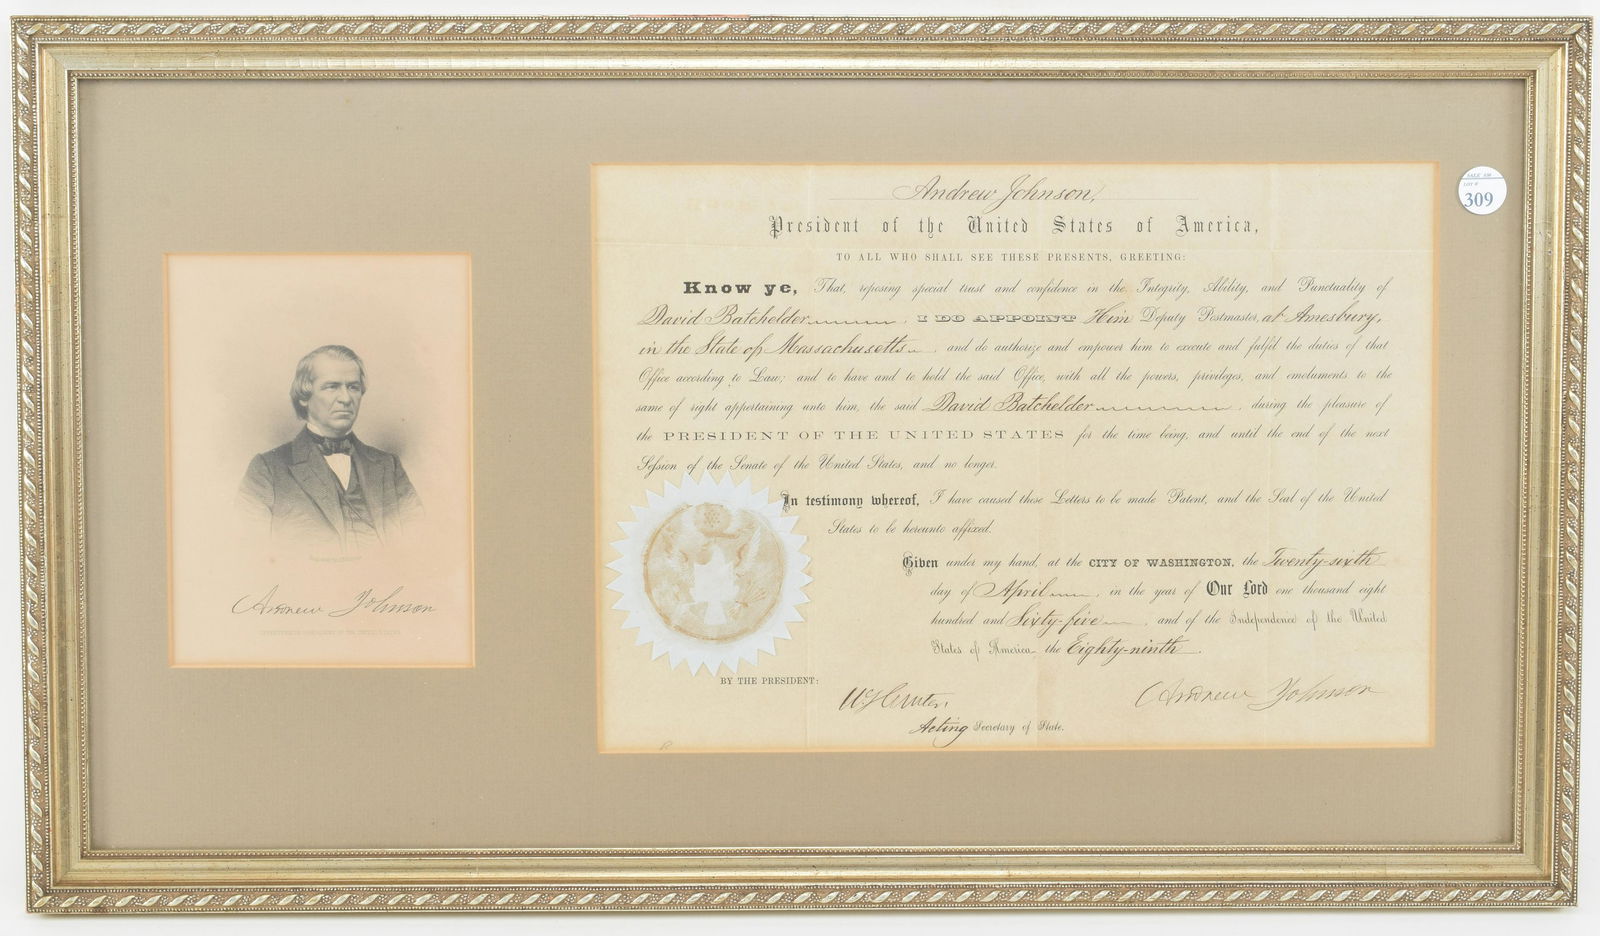 Andrew Johnson,
President of the United States of America,
TO ALL WHO SHALL SEE THESE PRESENTS, GREETING:
Know ye, That, reposing special trust and confidence in the Integrity, Ability, and Punctuality of
David Batchelder, I DO APPOINT Him Deputy Postmaster, at Amesbury,
in the State of Massachusetts, and do authorize and empower him to execute and fulfil the duties of that
Office according to Law; and to have and to hold the said Office, with all the powers, privileges, and emoluments to the
same of right appertaining unto him, the said David Batchelder, during the pleasure of
the PRESIDENT OF THE UNITED STATES for the time being, and until the end of the next
Session of the Senate of the United States, and no longer.
In testimony whereof, I have caused these Letters to be made Patent, and the Seal of the United
States to be hereunto affixed.
Given under my hand, at the CITY OF WASHINGTON, the Twenty-sixth
day of April, in the year of Our Lord one thousand eight
hundred and Sixty-five, and of the Independence of the United
States of America the Eighty-ninth.
BY THE PRESIDENT:
Andrew Johnson
W. Hunter,
Acting Secretary of State.
Andrew Johnson
SALE
LOT #
309